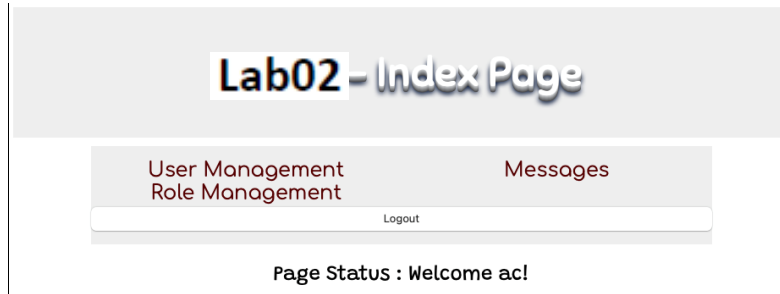 Lab02 - Index Page
User Management Messages
Role Management
Logout
Page Status : Welcome ac!